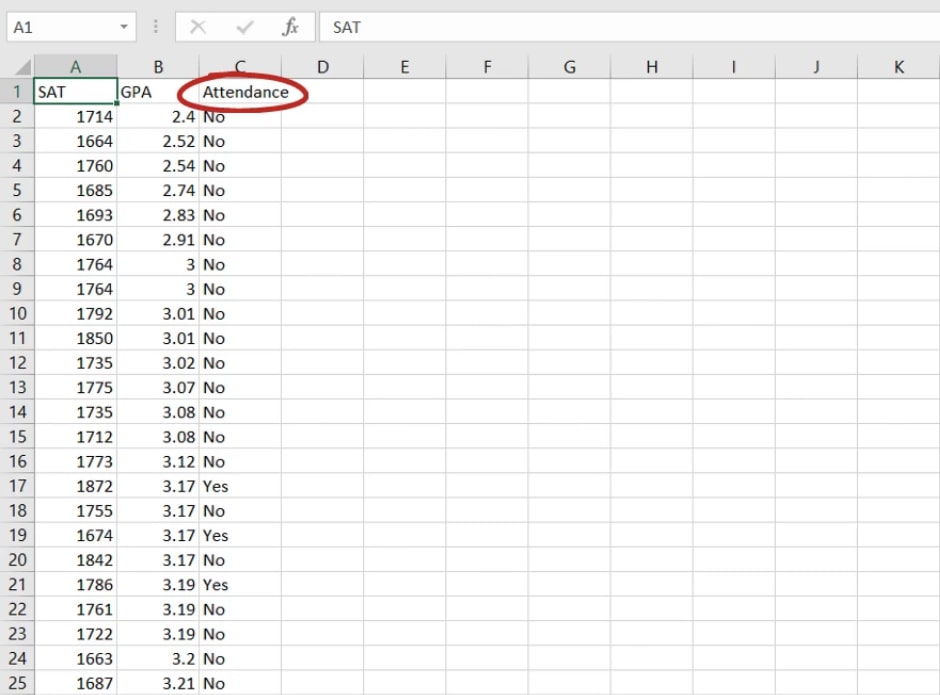 A1 fx SAT
A B C D E F G H I J K
1 SAT GPA Attendance
2 1714 2.4 No
3 1664 2.52 No
4 1760 2.54 No
5 1685 2.74 No
6 1693 2.83 No
7 1670 2.91 No
8 1764 3 No
9 1764 3 No
10 1792 3.01 No
11 1850 3.01 No
12 1735 3.02 No
13 1775 3.07 No
14 1735 3.08 No
15 1712 3.08 No
16 1773 3.12 No
17 1872 3.17 Yes
18 1755 3.17 No
19 1674 3.17 Yes
20 1842 3.17 No
21 1786 3.19 Yes
22 1761 3.19 No
23 1722 3.19 No
24 1663 3.2 No
25 1687 3.21 No